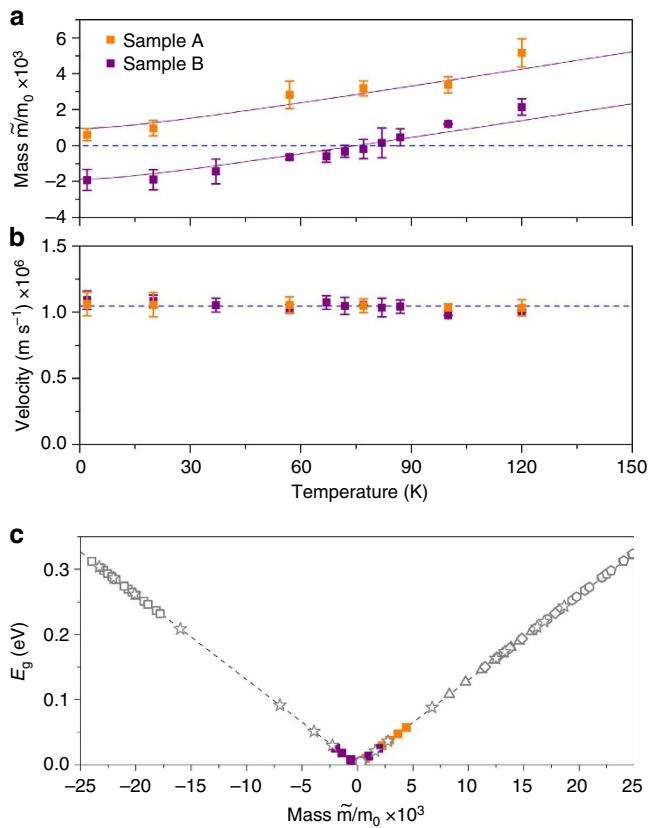 a
Mass m̃/m₀ ×10³
6
4
2
0
−2
−4
Sample A
Sample B
b
Velocity (m s⁻¹) ×10⁶
1.5
1.0
0.5
0.0
0 30 60 90 120 150
Temperature (K)
c
E_g (eV)
0.3
0.2
0.1
0.0
−25 −20 −15 −10 −5 0 5 10 15 20 25
Mass m̃/m₀ ×10³